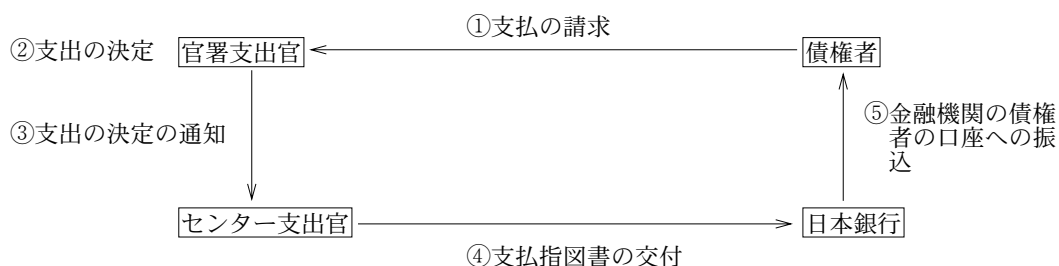 ①支払の請求
②支出の決定
官署支出官
債権者
③支出の決定の通知
⑤金融機関の債権
者の口座への振
込
センター支出官
日本銀行
④支払指図書の交付